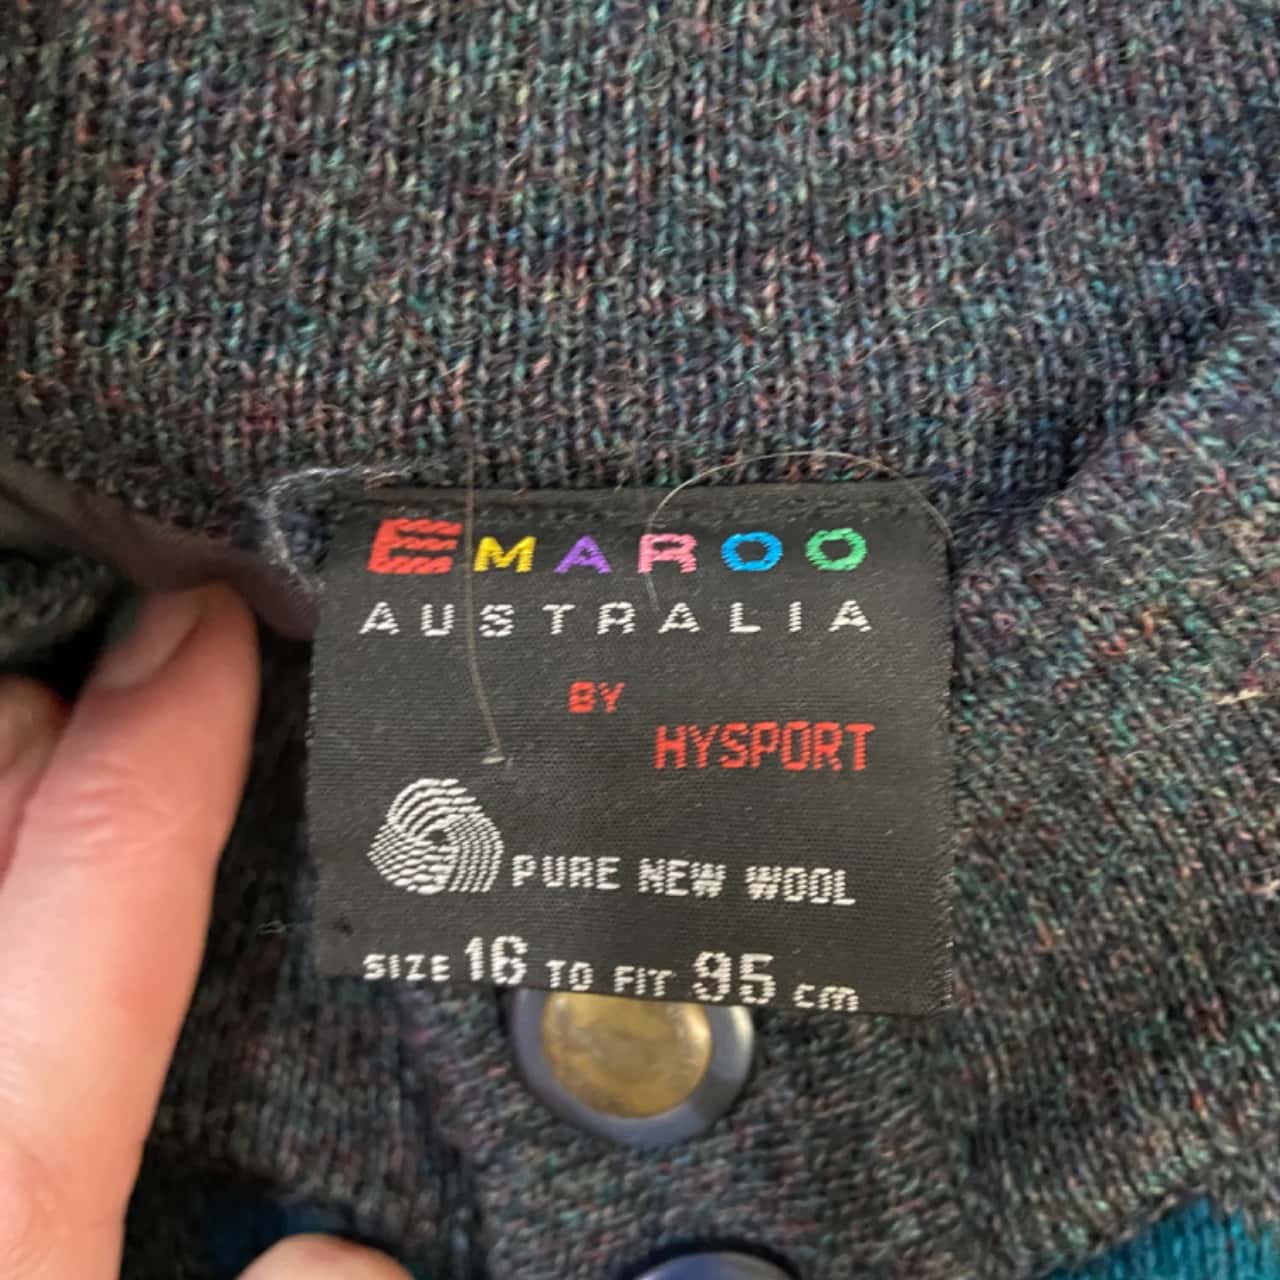 EMAROO
AUSTRALIA
BY
HYSPORT
PURE NEW WOOL
SIZE 16 TO FIT 95 cm